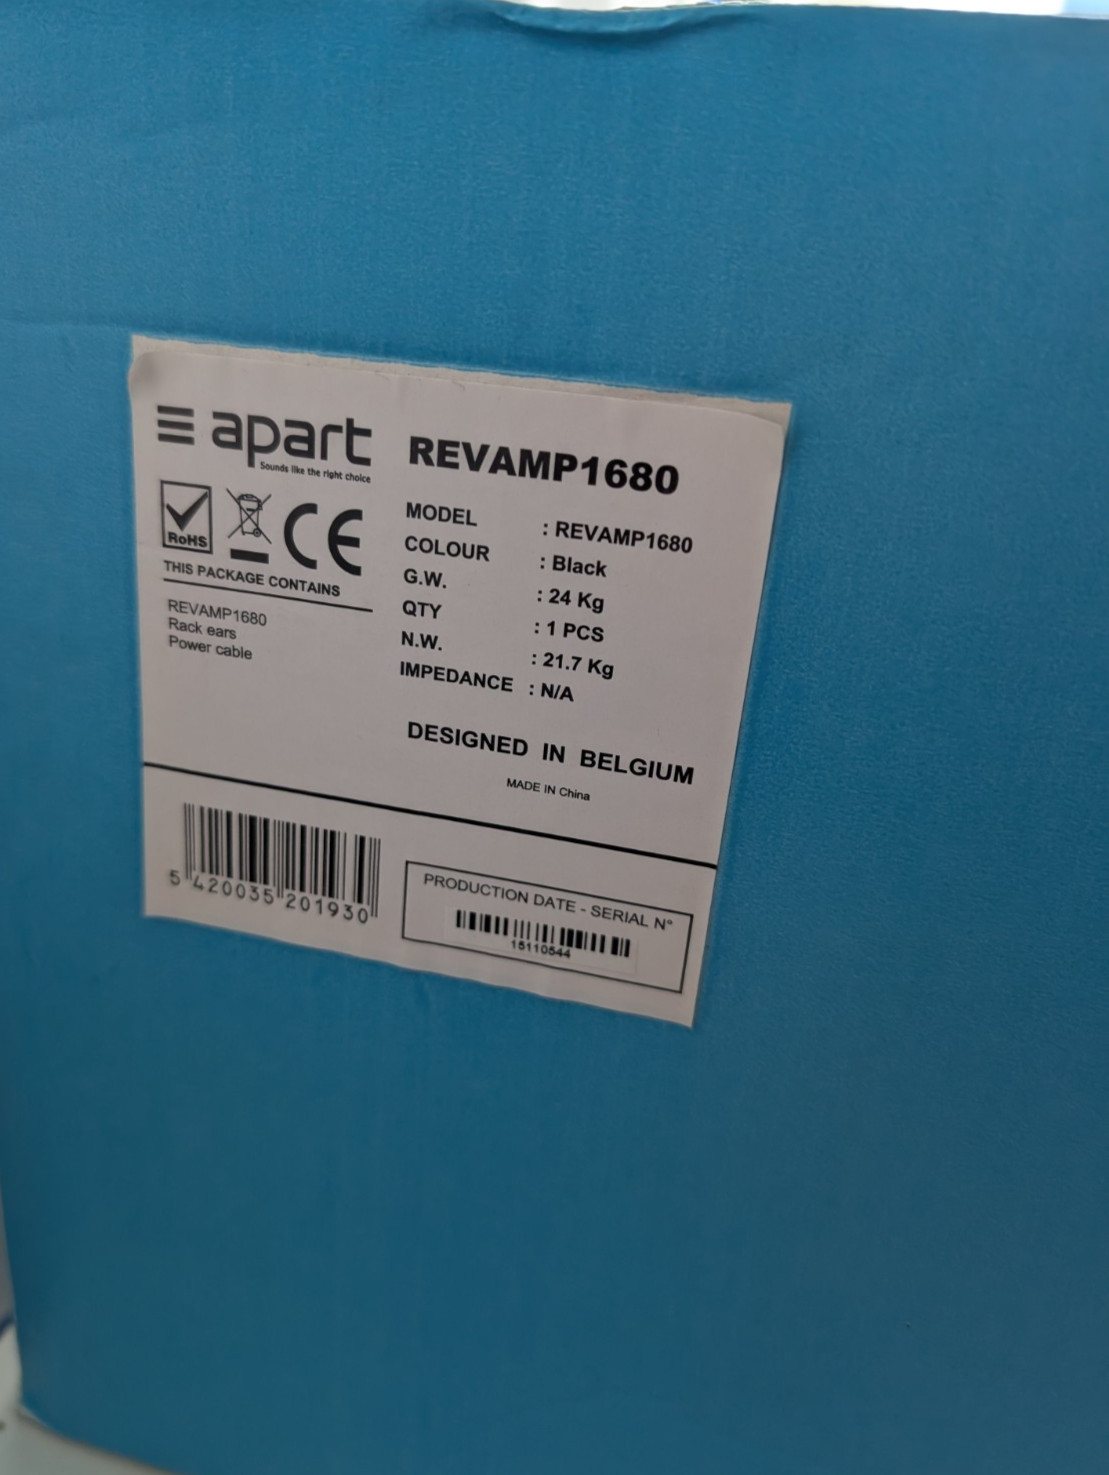 apart
Sounds like the right choice
RoHS
CE
THIS PACKAGE CONTAINS
REVAMP1680
Rack ears
Power cable
REVAMP1680
MODEL : REVAMP1680
COLOUR : Black
G.W. : 24 Kg
QTY : 1 PCS
N.W. : 21.7 Kg
IMPEDANCE : N/A
DESIGNED IN BELGIUM
MADE IN China
5 420035 201930
PRODUCTION DATE - SERIAL N°
15110544